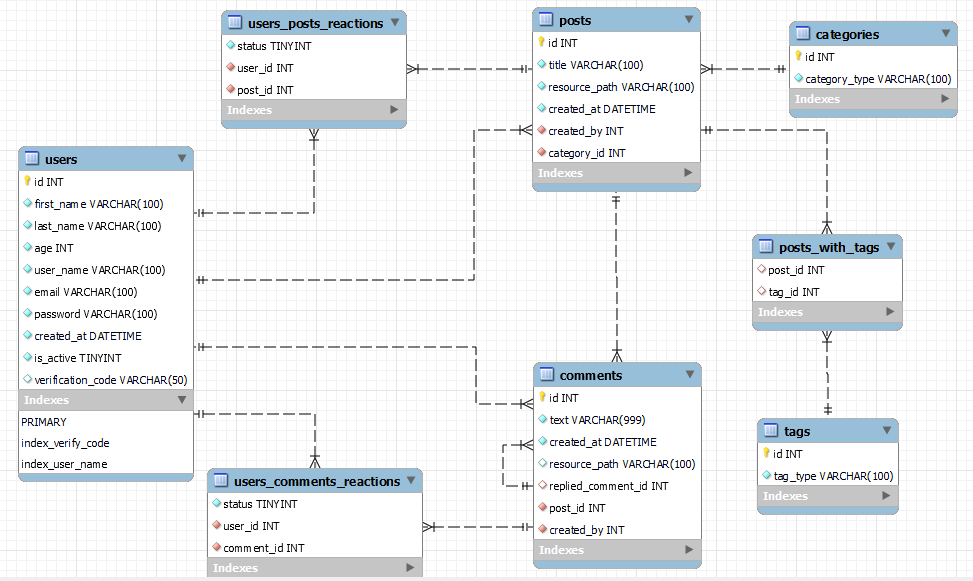 users_posts_reactions
status TINYINT
user_id INT
post_id INT
Indexes
posts
id INT
title VARCHAR(100)
resource_path VARCHAR(100)
created_at DATETIME
created_by INT
category_id INT
Indexes
categories
id INT
category_type VARCHAR(100)
Indexes
users
id INT
first_name VARCHAR(100)
last_name VARCHAR(100)
age INT
user_name VARCHAR(100)
email VARCHAR(100)
password VARCHAR(100)
created_at DATETIME
is_active TINYINT
verification_code VARCHAR(50)
Indexes
PRIMARY
index_verify_code
index_user_name
posts_with_tags
post_id INT
tag_id INT
Indexes
comments
id INT
text VARCHAR(999)
created_at DATETIME
resource_path VARCHAR(100)
replied_comment_id INT
post_id INT
created_by INT
Indexes
tags
id INT
tag_type VARCHAR(100)
Indexes
users_comments_reactions
status TINYINT
user_id INT
comment_id INT
Indexes